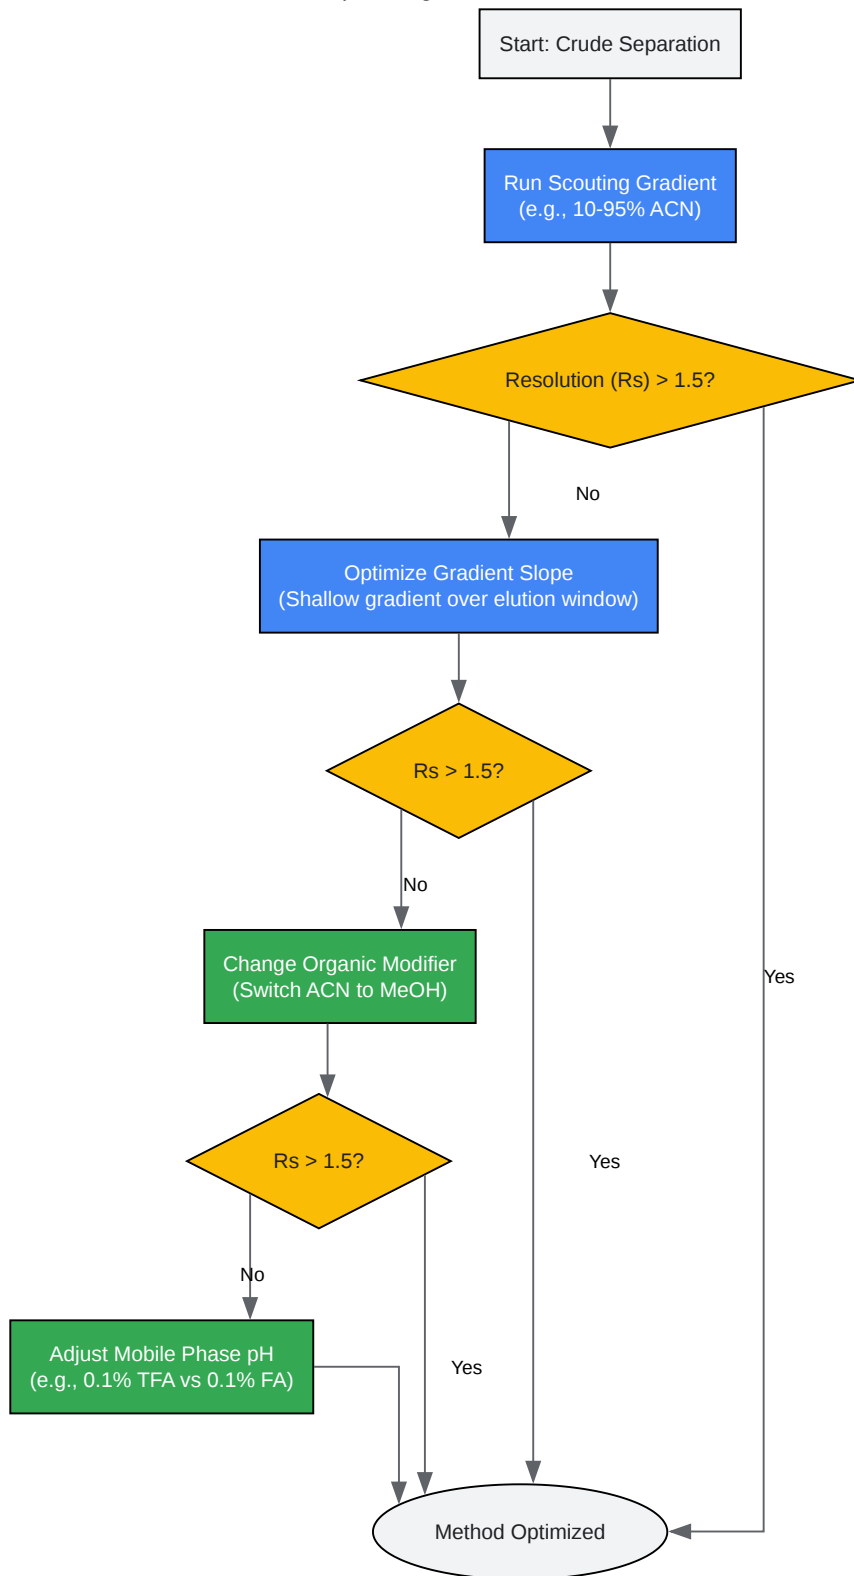 Start: Crude Separation
Run Scouting Gradient
(e.g., 10-95% ACN)
Resolution (Rs) > 1.5?
No
Optimize Gradient Slope
(Shallow gradient over elution window)
Rs > 1.5?
No
Change Organic Modifier
(Switch ACN to MeOH)
Yes
Rs > 1.5?
Yes
No
Adjust Mobile Phase pH
(e.g., 0.1% TFA vs 0.1% FA)
Yes
Method Optimized